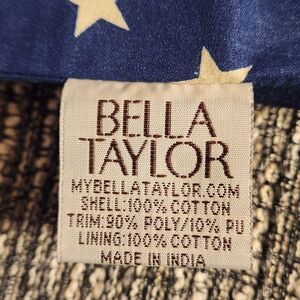 BELLA
TAYLOR
MYBELLATAYLOR.COM
SHELL:100% COTTON
TRIM:90% POLY/10% PU
LINING:100% COTTON
MADE IN INDIA